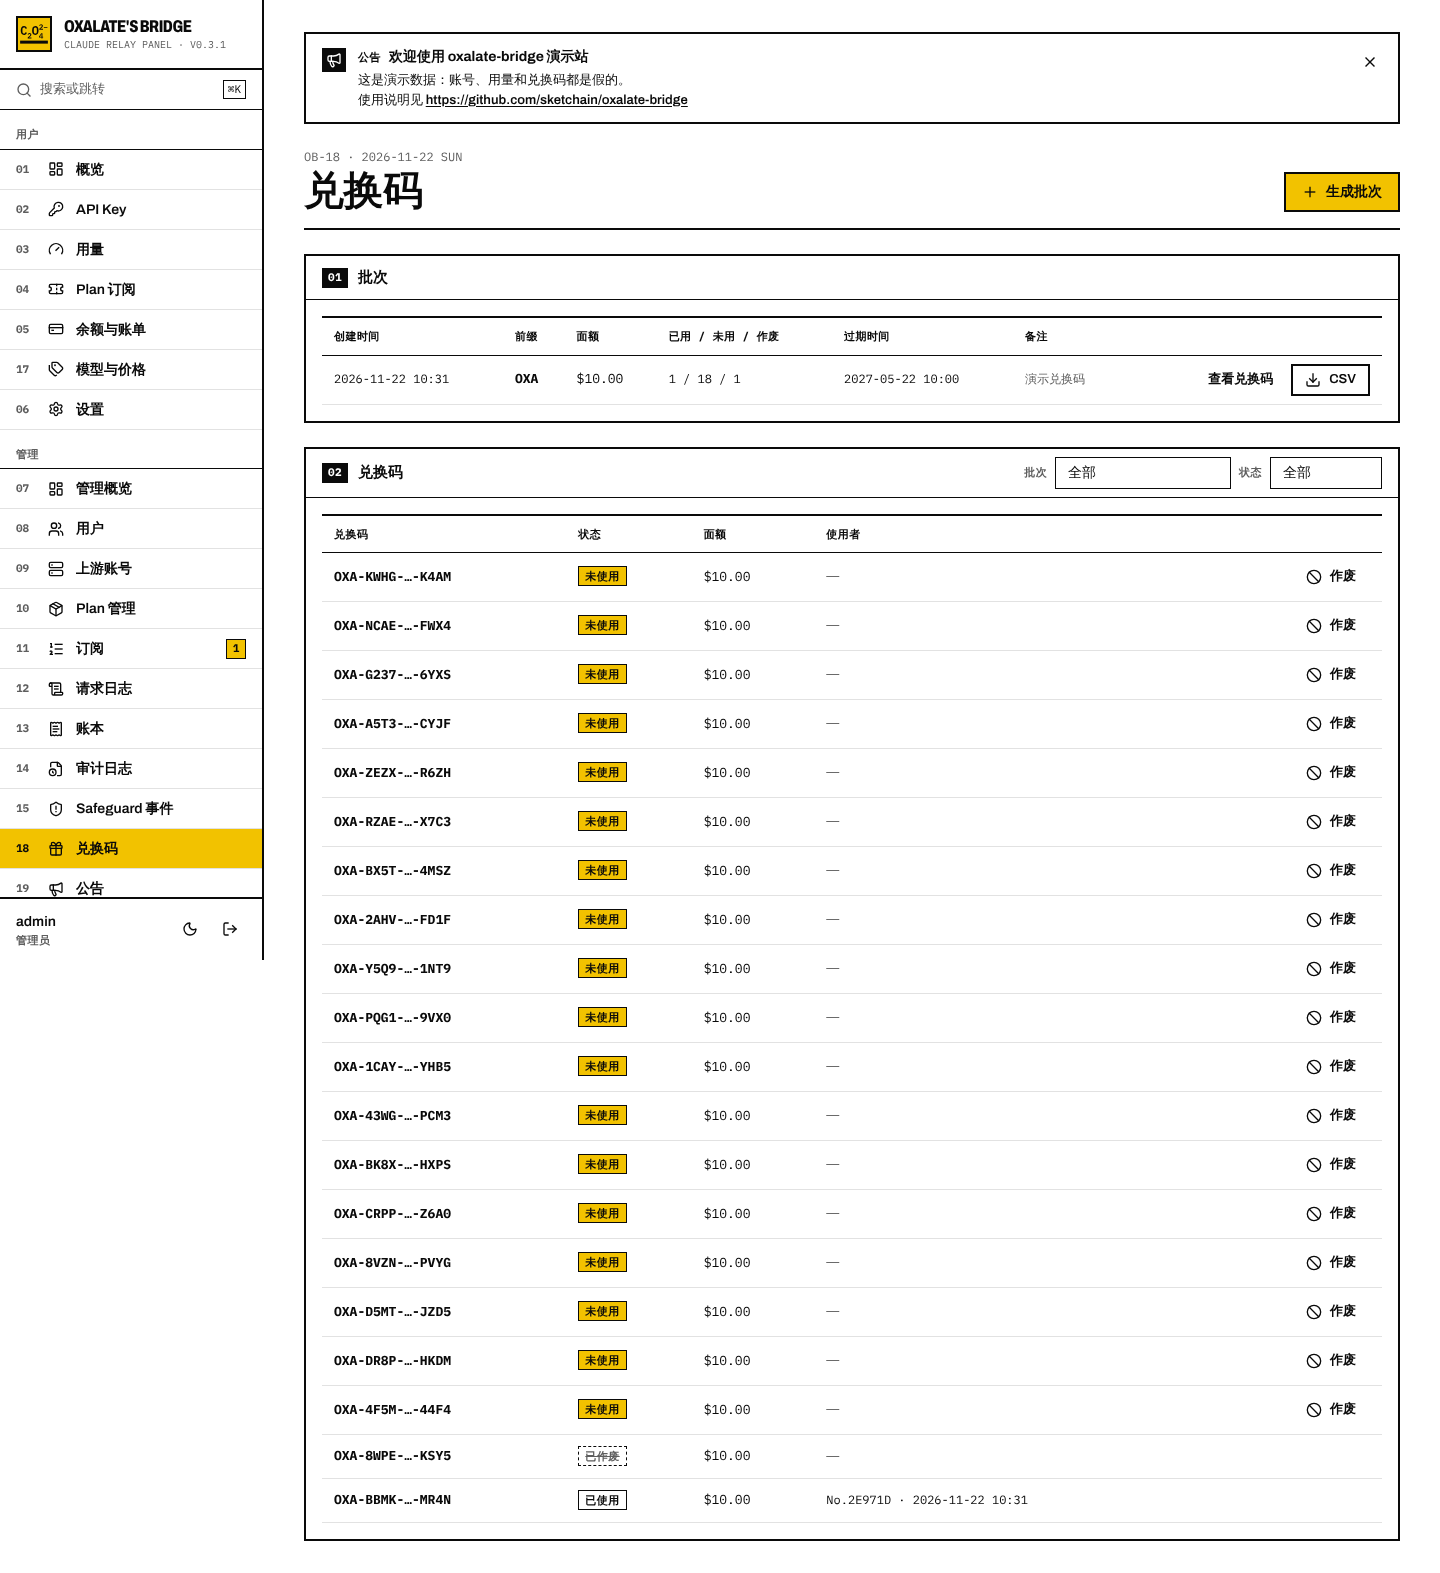 C2O4 2-
OXALATE'S BRIDGE
CLAUDE RELAY PANEL · V0.3.1
搜索或跳转 ⌘K
用户
01 概览
02 API Key
03 用量
04 Plan 订阅
05 余额与账单
17 模型与价格
06 设置
管理
07 管理概览
08 用户
09 上游账号
10 Plan 管理
11 订阅 1
12 请求日志
13 账本
14 审计日志
15 Safeguard 事件
18 兑换码
19 公告
admin
管理员
公告 欢迎使用 oxalate-bridge 演示站
这是演示数据：账号、用量和兑换码都是假的。
使用说明见 https://github.com/sketchain/oxalate-bridge
OB-18 · 2026-11-22 SUN
兑换码
生成批次
01 批次
创建时间 前缀 面额 已用 / 未用 / 作废 过期时间 备注
2026-11-22 10:31 OXA $10.00 1 / 18 / 1 2027-05-22 10:00 演示兑换码 查看兑换码 CSV
02 兑换码 批次 全部 状态 全部
兑换码 状态 面额 使用者
OXA-KWHG-…-K4AM 未使用 $10.00 — 作废
OXA-NCAE-…-FWX4 未使用 $10.00 — 作废
OXA-G237-…-6YXS 未使用 $10.00 — 作废
OXA-A5T3-…-CYJF 未使用 $10.00 — 作废
OXA-ZEZX-…-R6ZH 未使用 $10.00 — 作废
OXA-RZAE-…-X7C3 未使用 $10.00 — 作废
OXA-BX5T-…-4MSZ 未使用 $10.00 — 作废
OXA-2AHV-…-FD1F 未使用 $10.00 — 作废
OXA-Y5Q9-…-1NT9 未使用 $10.00 — 作废
OXA-PQG1-…-9VX0 未使用 $10.00 — 作废
OXA-1CAY-…-YHB5 未使用 $10.00 — 作废
OXA-43WG-…-PCM3 未使用 $10.00 — 作废
OXA-BK8X-…-HXPS 未使用 $10.00 — 作废
OXA-CRPP-…-Z6A0 未使用 $10.00 — 作废
OXA-8VZN-…-PVYG 未使用 $10.00 — 作废
OXA-D5MT-…-JZD5 未使用 $10.00 — 作废
OXA-DR8P-…-HKDM 未使用 $10.00 — 作废
OXA-4F5M-…-44F4 未使用 $10.00 — 作废
OXA-8WPE-…-KSY5 已作废 $10.00 —
OXA-BBMK-…-MR4N 已使用 $10.00 No.2E971D · 2026-11-22 10:31